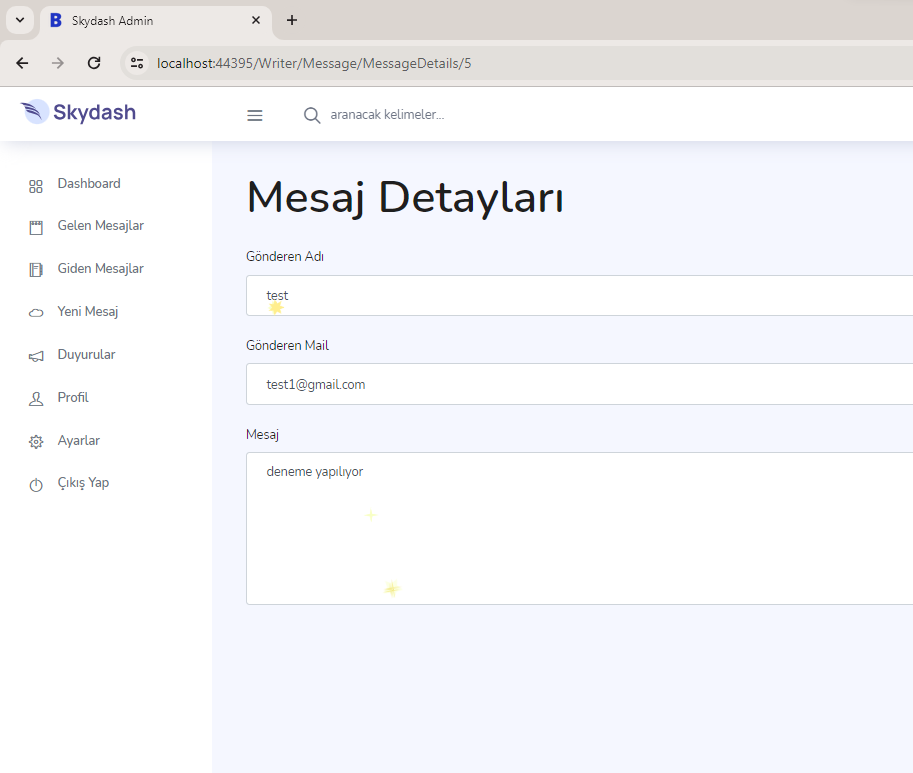 Skydash Admin
localhost:44395/Writer/Message/MessageDetails/5
Skydash
aranacak kelimeler...
Dashboard
Gelen Mesajlar
Giden Mesajlar
Yeni Mesaj
Duyurular
Profil
Ayarlar
Çıkış Yap
Mesaj Detayları
Gönderen Adı
test
Gönderen Mail
test1@gmail.com
Mesaj
deneme yapılıyor